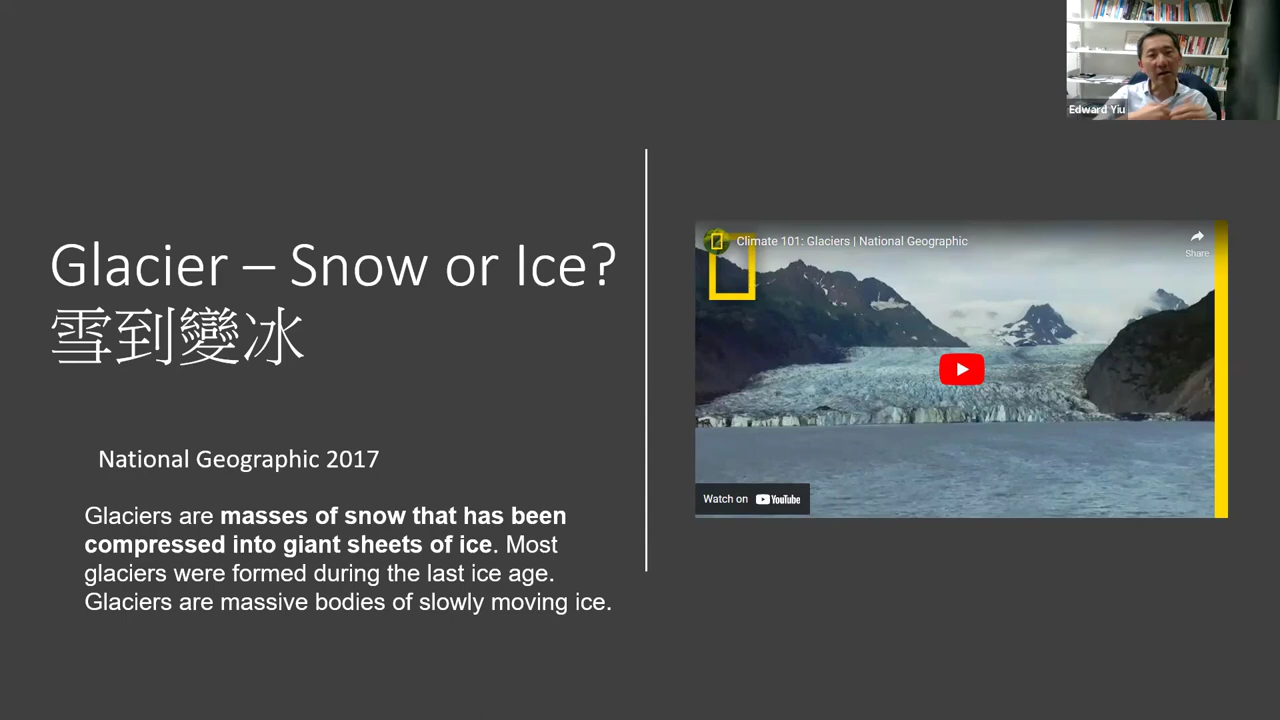 Edward Yiu
Glacier – Snow or Ice?
雪到變冰
National Geographic 2017
Glaciers are masses of snow that has been
compressed into giant sheets of ice. Most
glaciers were formed during the last ice age.
Glaciers are massive bodies of slowly moving ice.
Climate 101: Glaciers | National Geographic
Share
Watch on YouTube